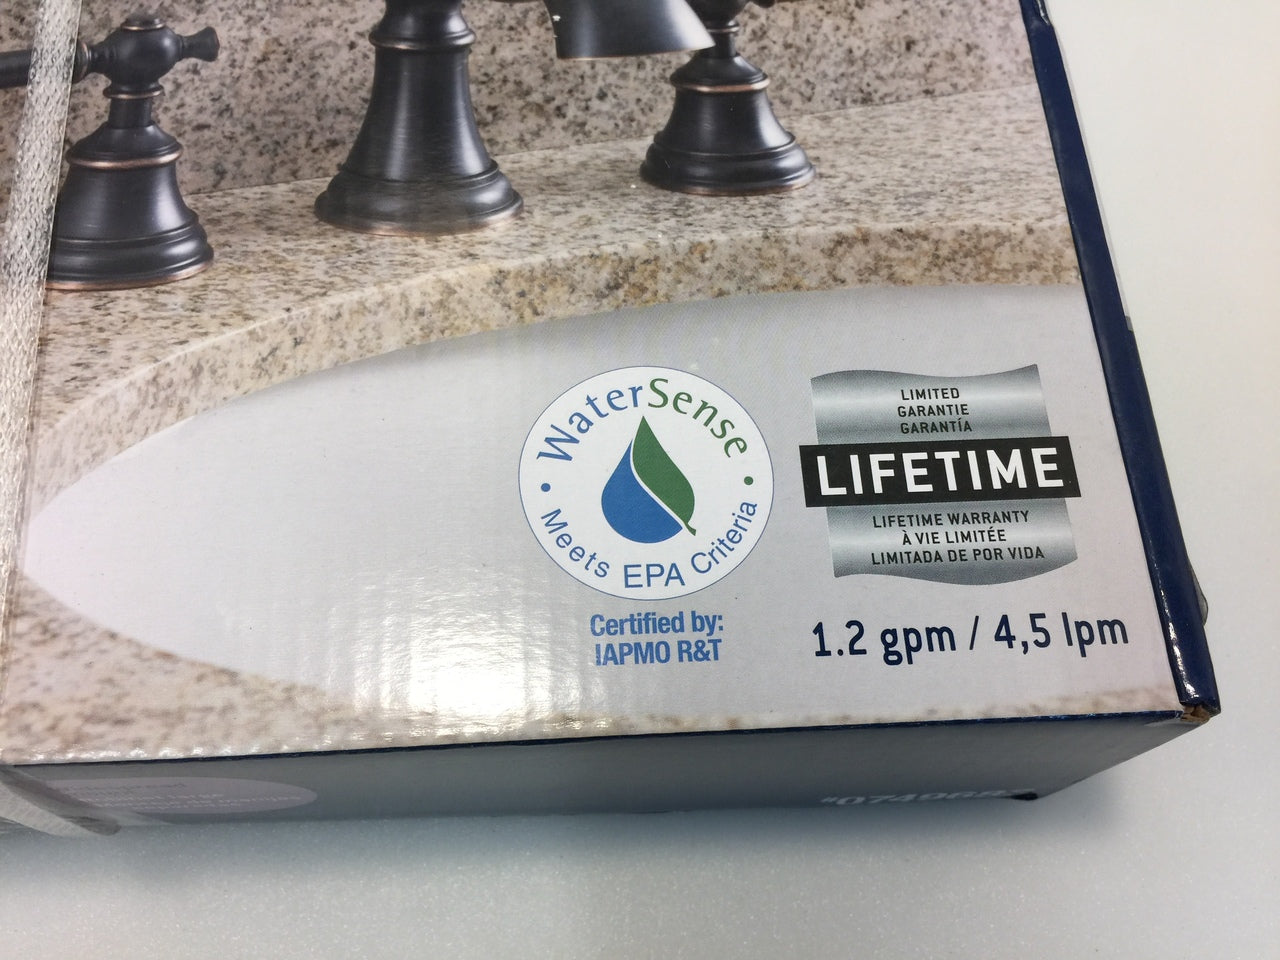 WaterSense
Meets EPA Criteria
Certified by:
IAPMO R&T
LIMITED
GARANTIE
GARANTÍA
LIFETIME
LIFETIME WARRANTY
À VIE LIMITÉE
LIMITADA DE POR VIDA
1.2 gpm / 4,5 lpm